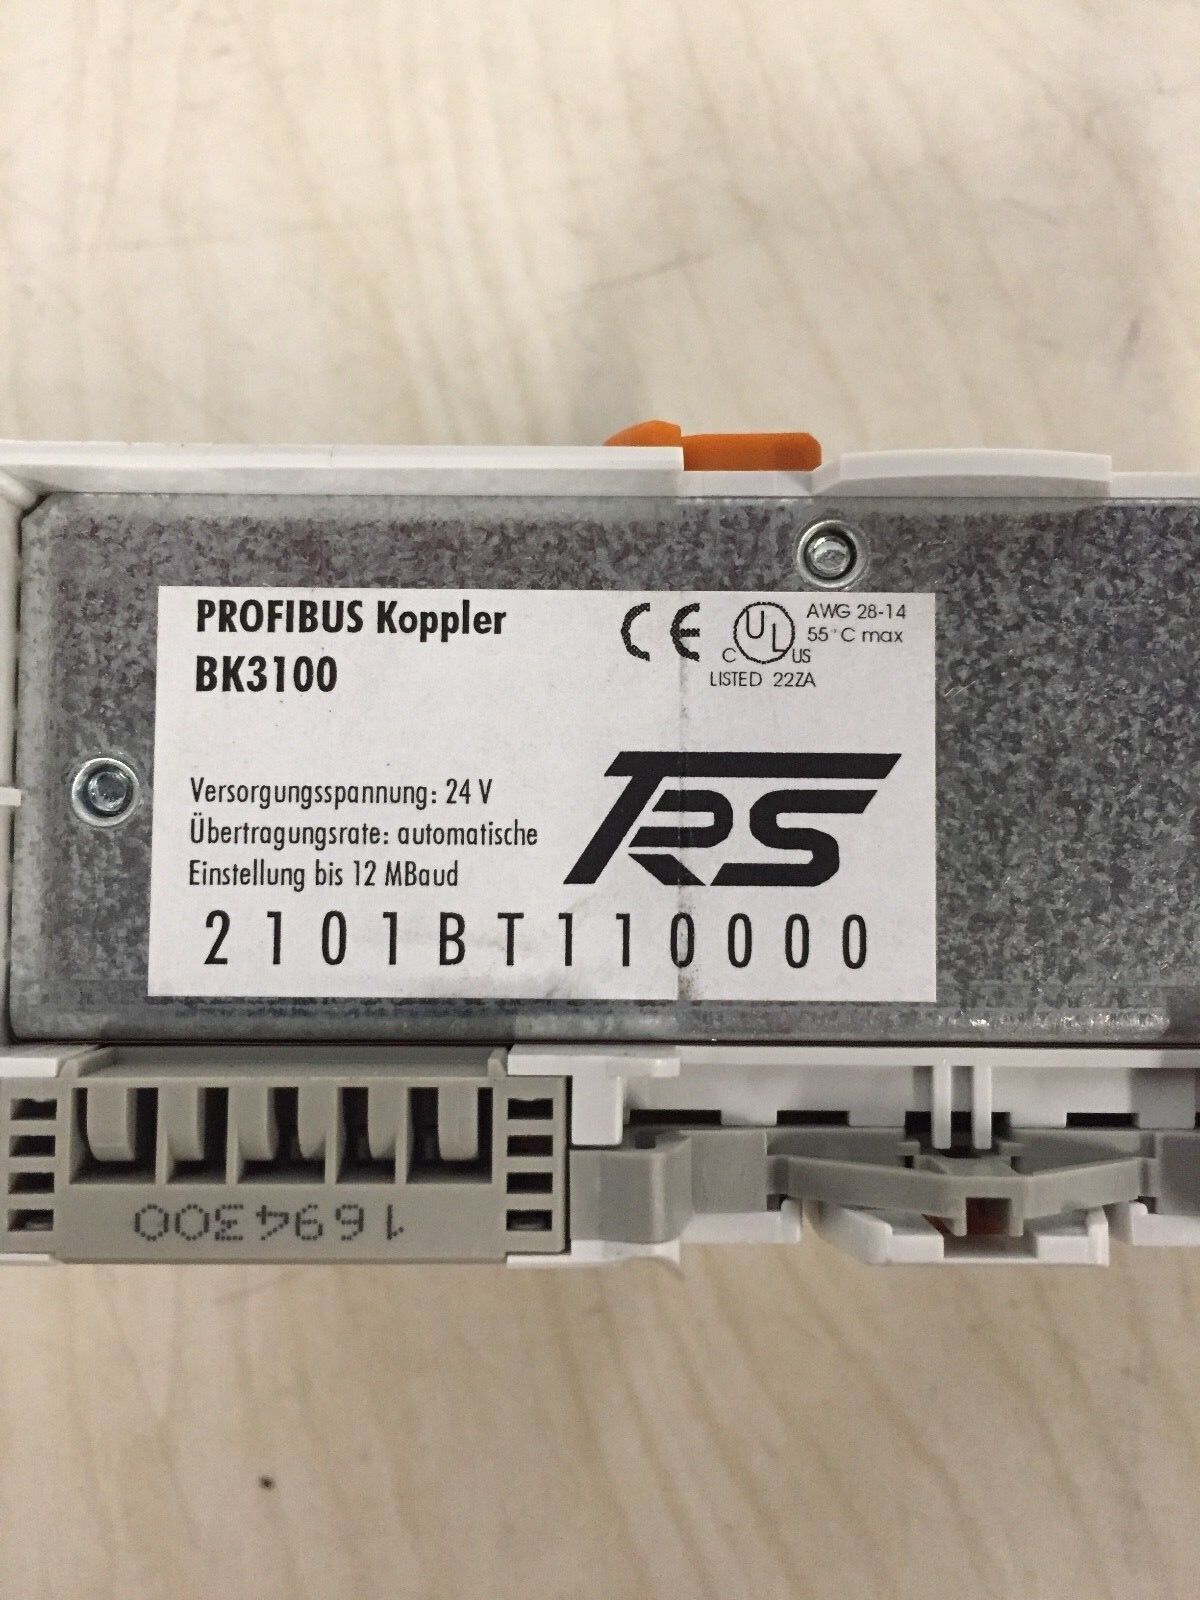 PROFIBUS Koppler
BK3100
CE
C UL US
LISTED 22ZA
AWG 28-14
55°C max
Versorgungsspannung: 24 V
Übertragungsrate: automatische
Einstellung bis 12 MBaud
TRS
2101BT110000
1694300